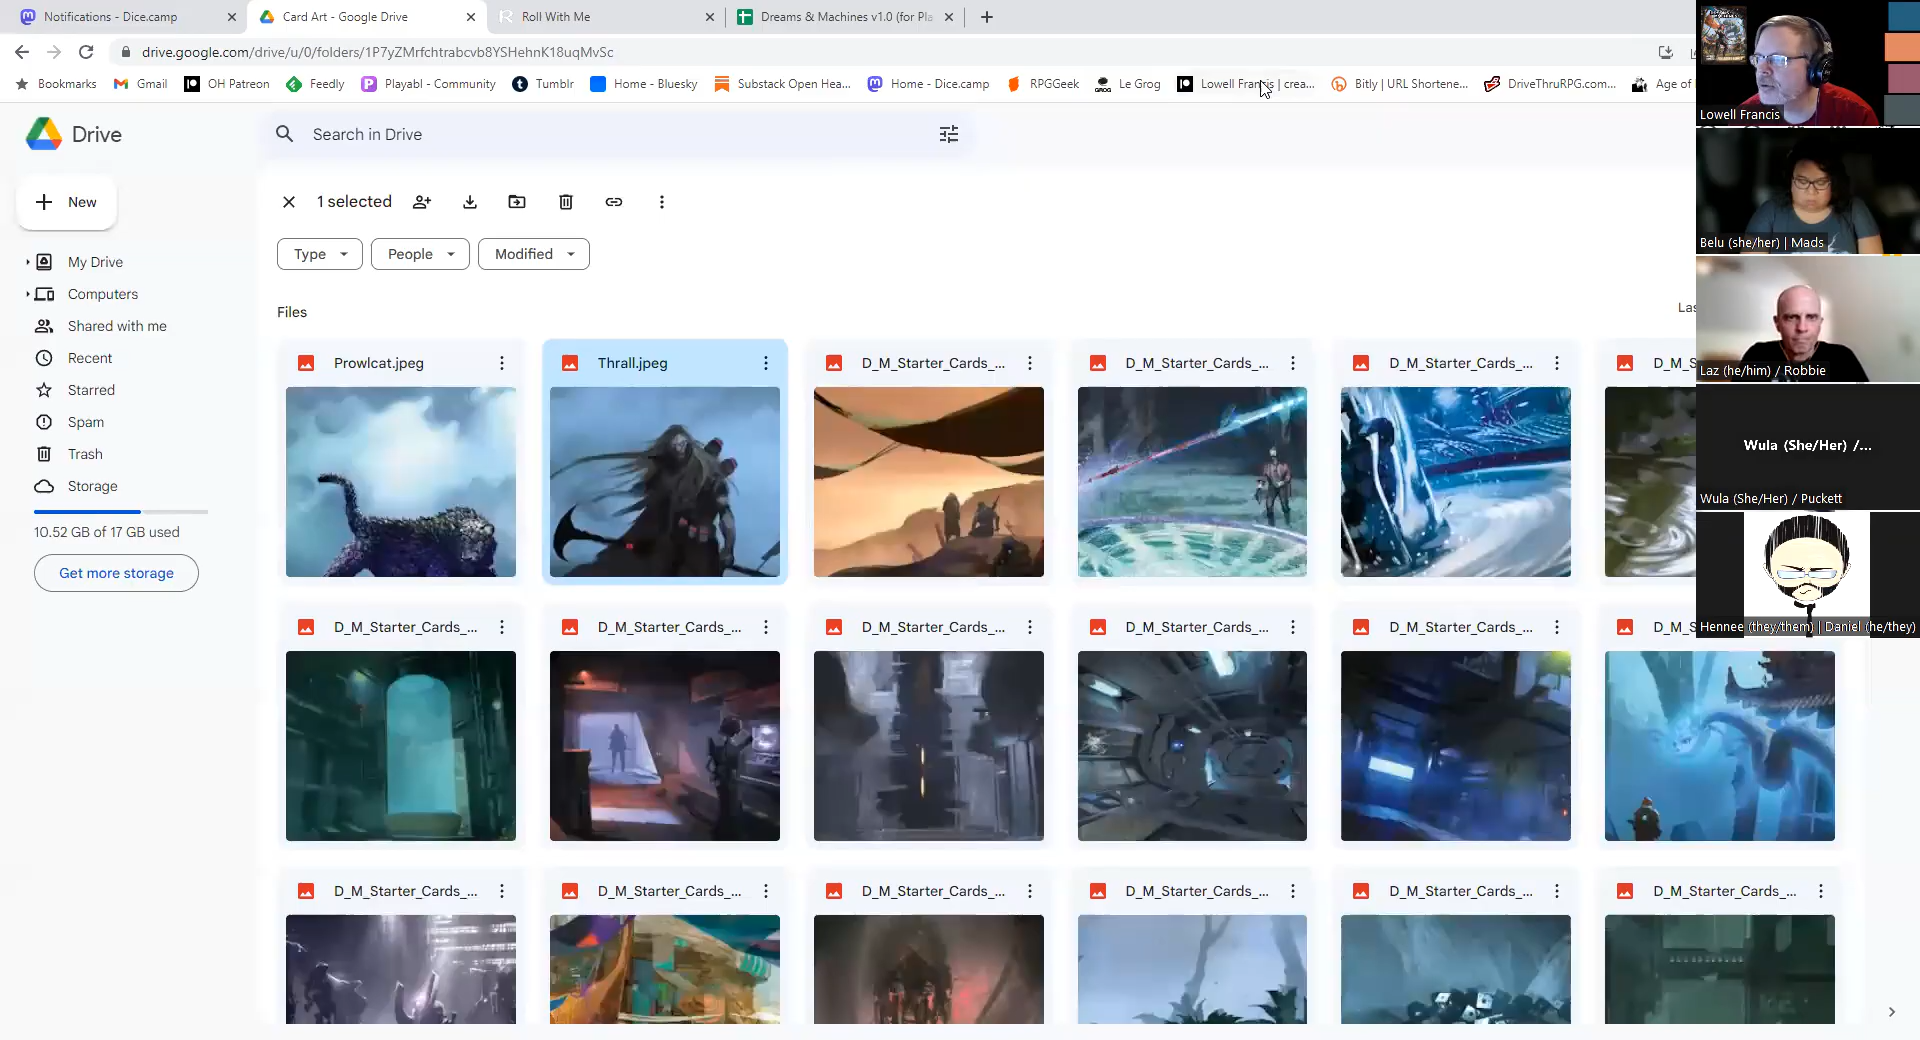 Notifications - Dice.camp
Card Art - Google Drive
Roll With Me
Dreams & Machines v1.0 (for Pla
drive.google.com/drive/u/0/folders/1P7yZMrfchtrabcvb8YSHehnK18uqMvSc
Bookmarks
Gmail
OH Patreon
Feedly
Playabl - Community
Tumblr
Home - Bluesky
Substack Open Hea...
Home - Dice.camp
RPGGeek
Le Grog
Lowell Francis | crea...
Bitly | URL Shortene...
DriveThruRPG.com...
Age of
Drive
Search in Drive
New
1 selected
Type
People
Modified
My Drive
Computers
Shared with me
Recent
Starred
Spam
Trash
Storage
10.52 GB of 17 GB used
Get more storage
Files
Las
Prowlcat.jpeg
Thrall.jpeg
D_M_Starter_Cards_...
D_M_Starter_Cards_...
D_M_Starter_Cards_...
D_M_S
D_M_Starter_Cards_...
D_M_Starter_Cards_...
D_M_Starter_Cards_...
D_M_Starter_Cards_...
D_M_Starter_Cards_...
D_M_S
D_M_Starter_Cards_...
D_M_Starter_Cards_...
D_M_Starter_Cards_...
D_M_Starter_Cards_...
D_M_Starter_Cards_...
D_M_Starter_Cards_...
Lowell Francis
Belu (she/her) | Mads
Laz (he/him) / Robbie
Wula (She/Her) /...
Wula (She/Her) / Puckett
Hennee (they/them) | Daniel (he/they)